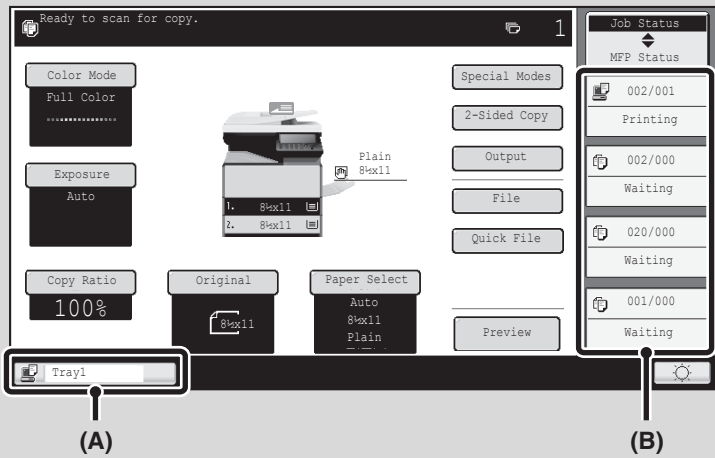 Ready to scan for copy.
1
Job Status
MFP Status
Color Mode
Full Color
Exposure
Auto
Copy Ratio
100%
Original
8½x11
Paper Select
Auto
8½x11
Plain
Plain
8½x11
1. 8½x11
2. 8½x11
Special Modes
2-Sided Copy
Output
File
Quick File
Preview
002/001
Printing
002/000
Waiting
020/000
Waiting
001/000
Waiting
Tray1
(A)
(B)